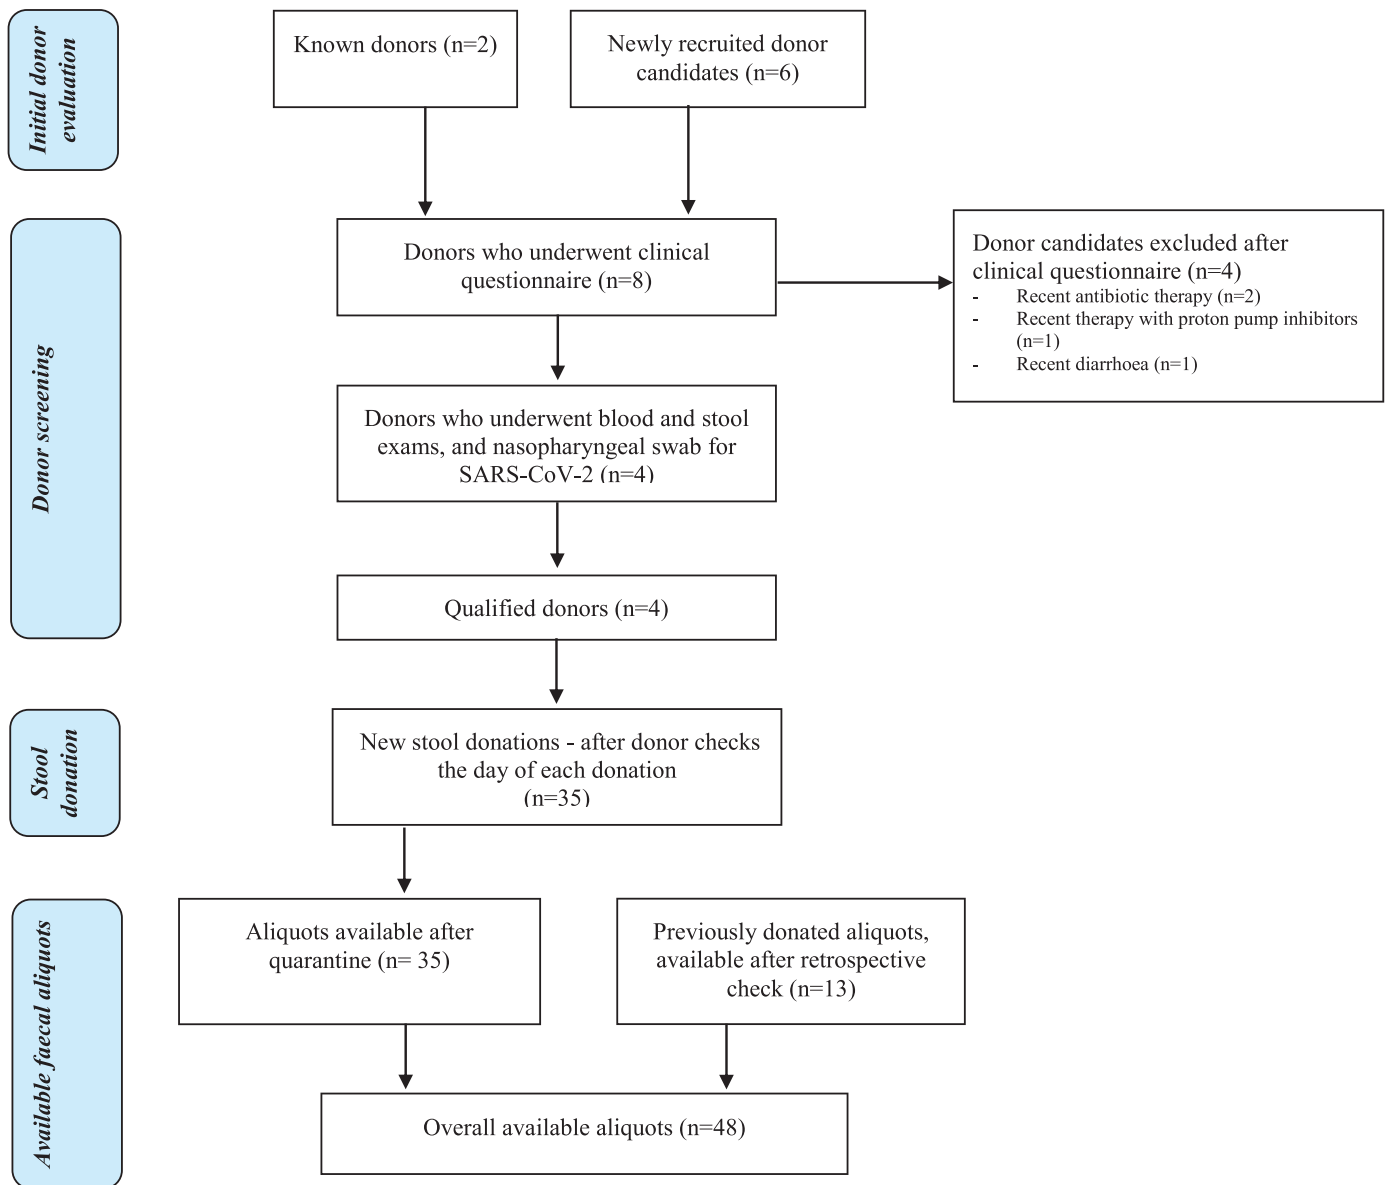 Initial donor
evaluation
Known donors (n=2)
Newly recruited donor
candidates (n=6)
Donor screening
Donors who underwent clinical
questionnaire (n=8)
Donor candidates excluded after
clinical questionnaire (n=4)
- Recent antibiotic therapy (n=2)
- Recent therapy with proton pump inhibitors
(n=1)
- Recent diarrhoea (n=1)
Donors who underwent blood and stool
exams, and nasopharyngeal swab for
SARS-CoV-2 (n=4)
Qualified donors (n=4)
Stool
donation
New stool donations - after donor checks
the day of each donation
(n=35)
Available faecal aliquots
Aliquots available after
quarantine (n= 35)
Previously donated aliquots,
available after retrospective
check (n=13)
Overall available aliquots (n=48)